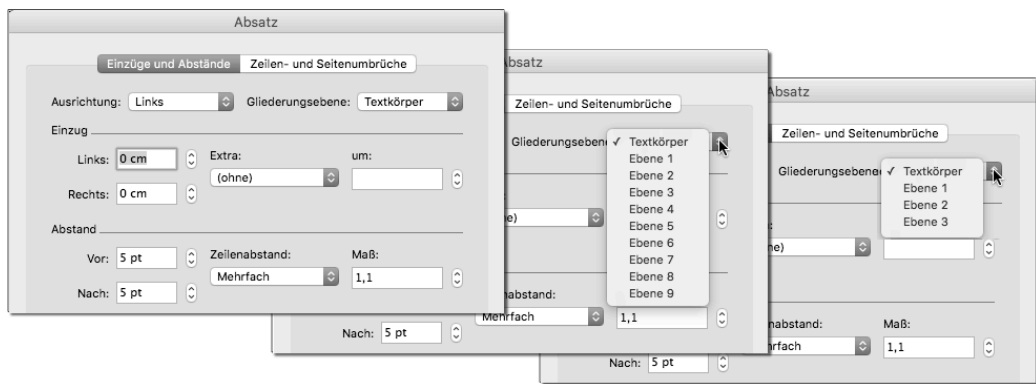 Absatz
Einzüge und Abstände Zeilen- und Seitenumbrüche
Ausrichtung: Links Gliederungsebene: Textkörper
Einzug
Links: 0 cm Extra: um:
(ohne)
Rechts: 0 cm
Abstand
Vor: 5 pt Zeilenabstand: Maß:
Mehrfach 1,1
Nach: 5 pt
Absatz
Zeilen- und Seitenumbrüche
Gliederungsebene ✓ Textkörper
Ebene 1
Ebene 2
Ebene 3
Ebene 4
Ebene 5
e)
Ebene 6
Ebene 7
Ebene 8
Ebene 9
nabstand:
Mehrfach 1,1
Nach: 5 pt
Absatz
Zeilen- und Seitenumbrüche
Gliederungsebene ✓ Textkörper
Ebene 1
Ebene 2
Ebene 3
ne)
nabstand: Maß:
rfach 1,1
Nach: 5 pt